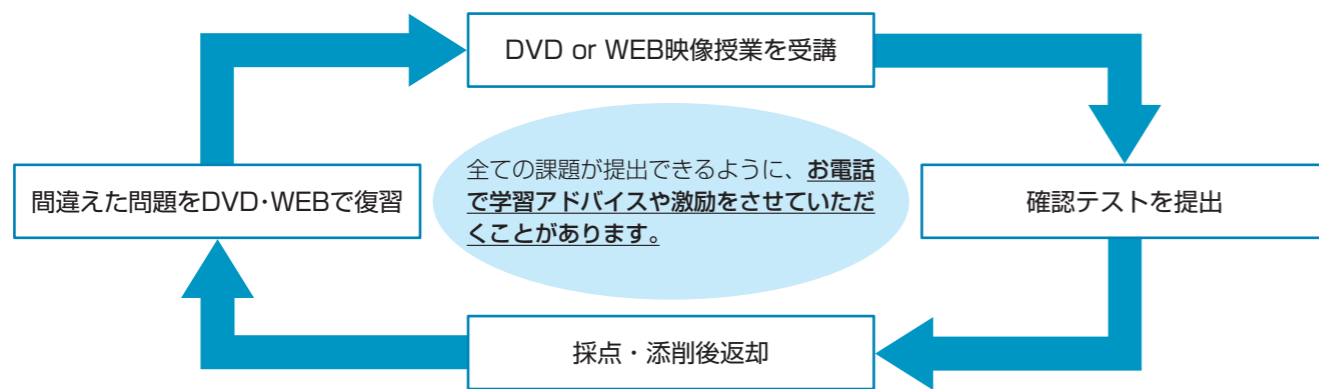 DVD or WEB映像授業を受講
全ての課題が提出できるように、お電話
で学習アドバイスや激励をさせていただ
くことがあります。
間違えた問題をDVD･WEBで復習
確認テストを提出
採点・添削後返却